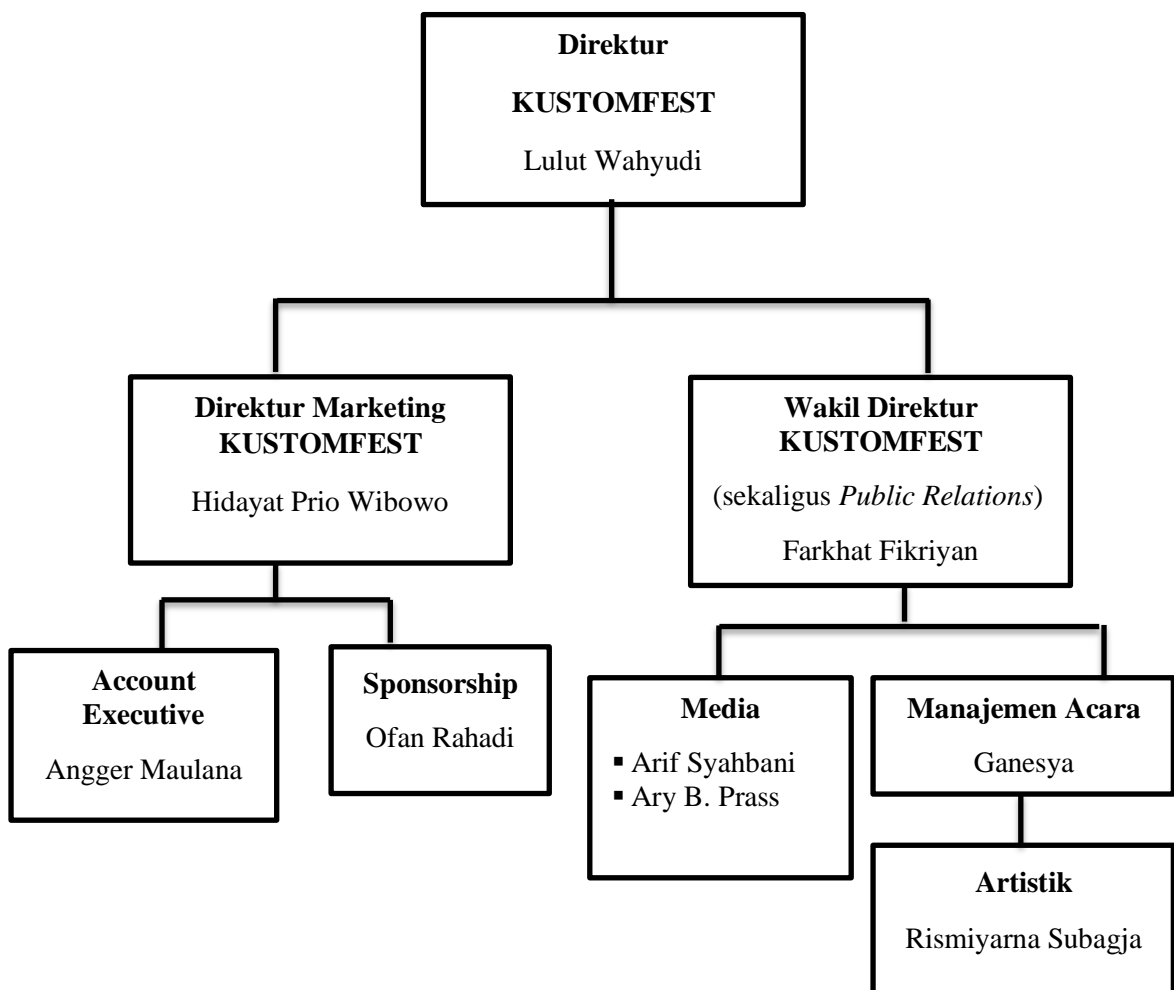 Direktur
KUSTOMFEST
Lulut Wahyudi
Direktur Marketing
KUSTOMFEST
Hidayat Prio Wibowo
Wakil Direktur
KUSTOMFEST
(sekaligus Public Relations)
Farkhat Fikriyan
Account
Executive
Angger Maulana
Sponsorship
Ofan Rahadi
Media
▪ Arif Syahbani
▪ Ary B. Prass
Manajemen Acara
Ganesya
Artistik
Rismiyarna Subagja